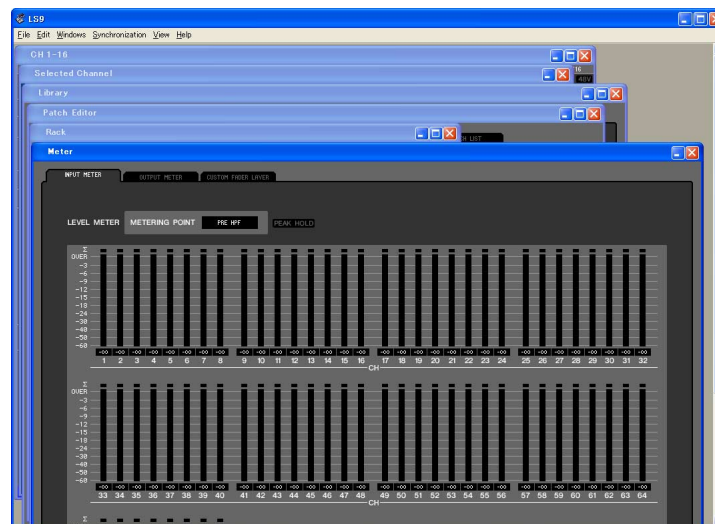 LS9
File Edit Windows Synchronization View Help
CH 1-16
Selected Channel
16
48V
Library
Patch Editor
Rack
CH LIST
Meter
INPUT METER OUTPUT METER CUSTOM FADER LAYER
LEVEL METER METERING POINT PRE HPF PEAK HOLD
Σ
OVER
-3
-6
-9
-12
-15
-18
-24
-30
-40
-50
-60
-∞ -∞ -∞ -∞ -∞ -∞ -∞ -∞ -∞ -∞ -∞ -∞ -∞ -∞ -∞ -∞ -∞ -∞ -∞ -∞ -∞ -∞ -∞ -∞ -∞ -∞ -∞ -∞ -∞ -∞ -∞ -∞
1 2 3 4 5 6 7 8 9 10 11 12 13 14 15 16 17 18 19 20 21 22 23 24 25 26 27 28 29 30 31 32
CH
Σ
OVER
-3
-6
-9
-12
-15
-18
-24
-30
-40
-50
-60
-∞ -∞ -∞ -∞ -∞ -∞ -∞ -∞ -∞ -∞ -∞ -∞ -∞ -∞ -∞ -∞ -∞ -∞ -∞ -∞ -∞ -∞ -∞ -∞ -∞ -∞ -∞ -∞ -∞ -∞ -∞ -∞
33 34 35 36 37 38 39 40 41 42 43 44 45 46 47 48 49 50 51 52 53 54 55 56 57 58 59 60 61 62 63 64
CH
Σ